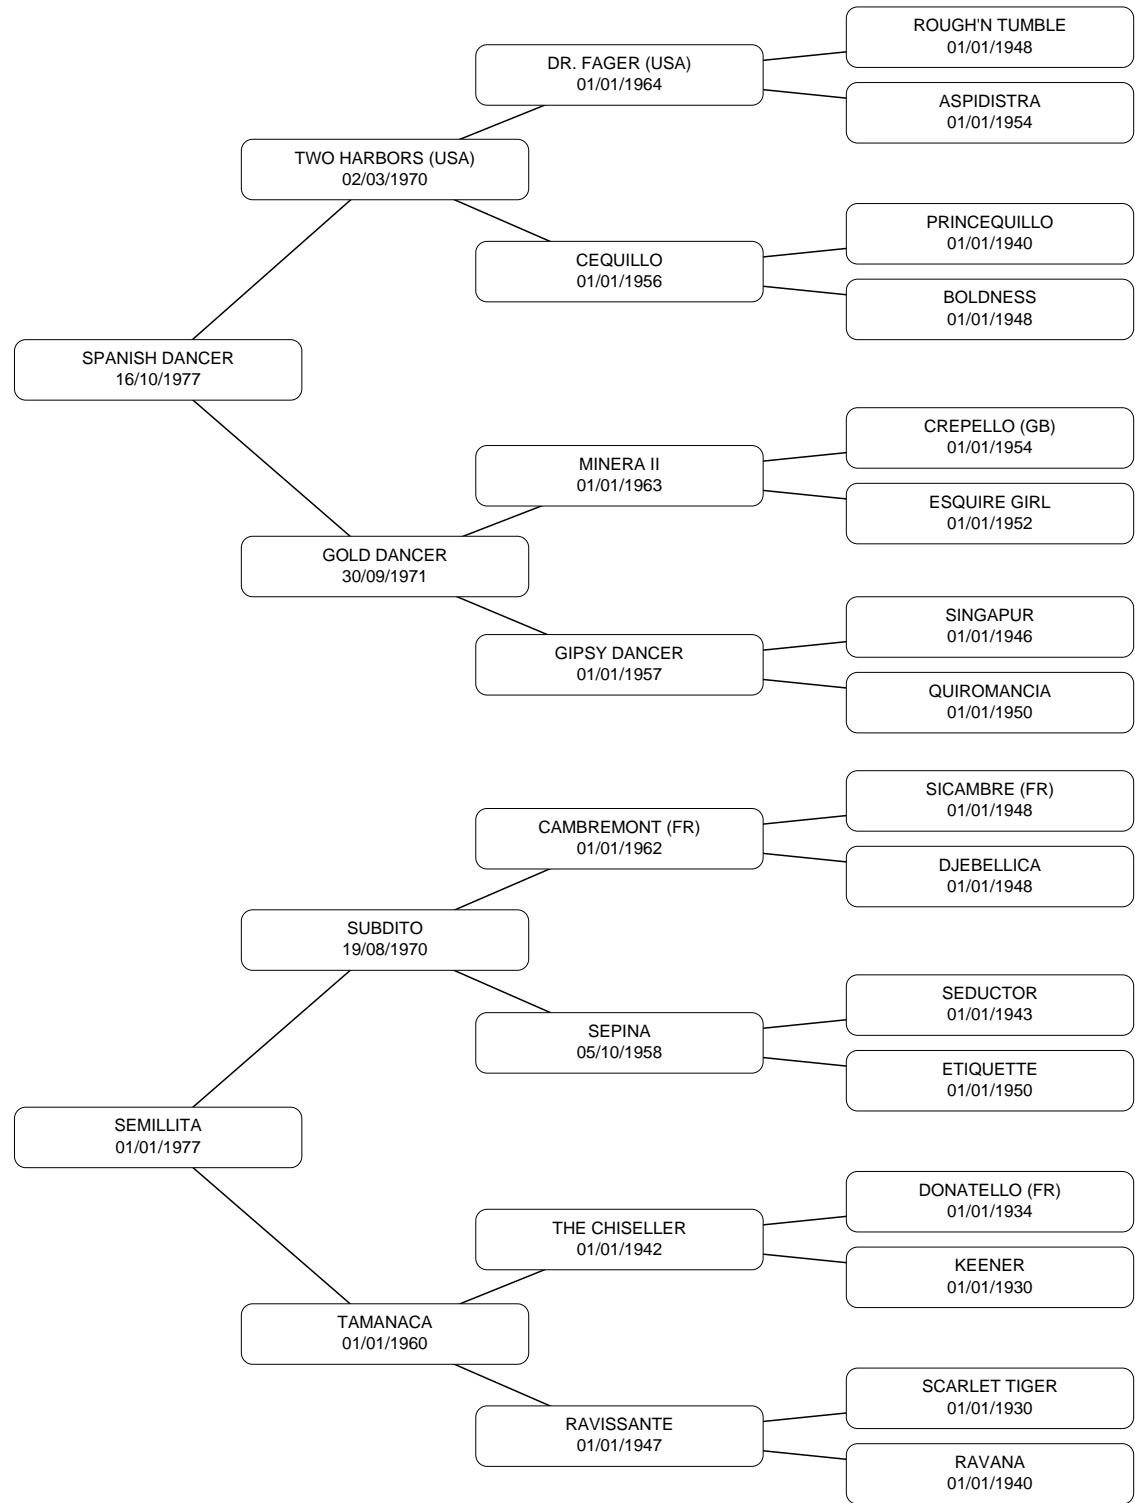 ROUGH'N TUMBLE
01/01/1948
DR. FAGER (USA)
01/01/1964
ASPIDISTRA
01/01/1954
TWO HARBORS (USA)
02/03/1970
PRINCEQUILLO
01/01/1940
CEQUILLO
01/01/1956
BOLDNESS
01/01/1948
SPANISH DANCER
16/10/1977
CREPELLO (GB)
01/01/1954
MINERA II
01/01/1963
ESQUIRE GIRL
01/01/1952
GOLD DANCER
30/09/1971
SINGAPUR
01/01/1946
GIPSY DANCER
01/01/1957
QUIROMANCIA
01/01/1950
SICAMBRE (FR)
01/01/1948
CAMBREMONT (FR)
01/01/1962
DJEBELLICA
01/01/1948
SUBDITO
19/08/1970
SEDUCTOR
01/01/1943
SEPINA
05/10/1958
ETIQUETTE
01/01/1950
SEMILLITA
01/01/1977
DONATELLO (FR)
01/01/1934
THE CHISELLER
01/01/1942
KEENER
01/01/1930
TAMANACA
01/01/1960
SCARLET TIGER
01/01/1930
RAVISSANTE
01/01/1947
RAVANA
01/01/1940